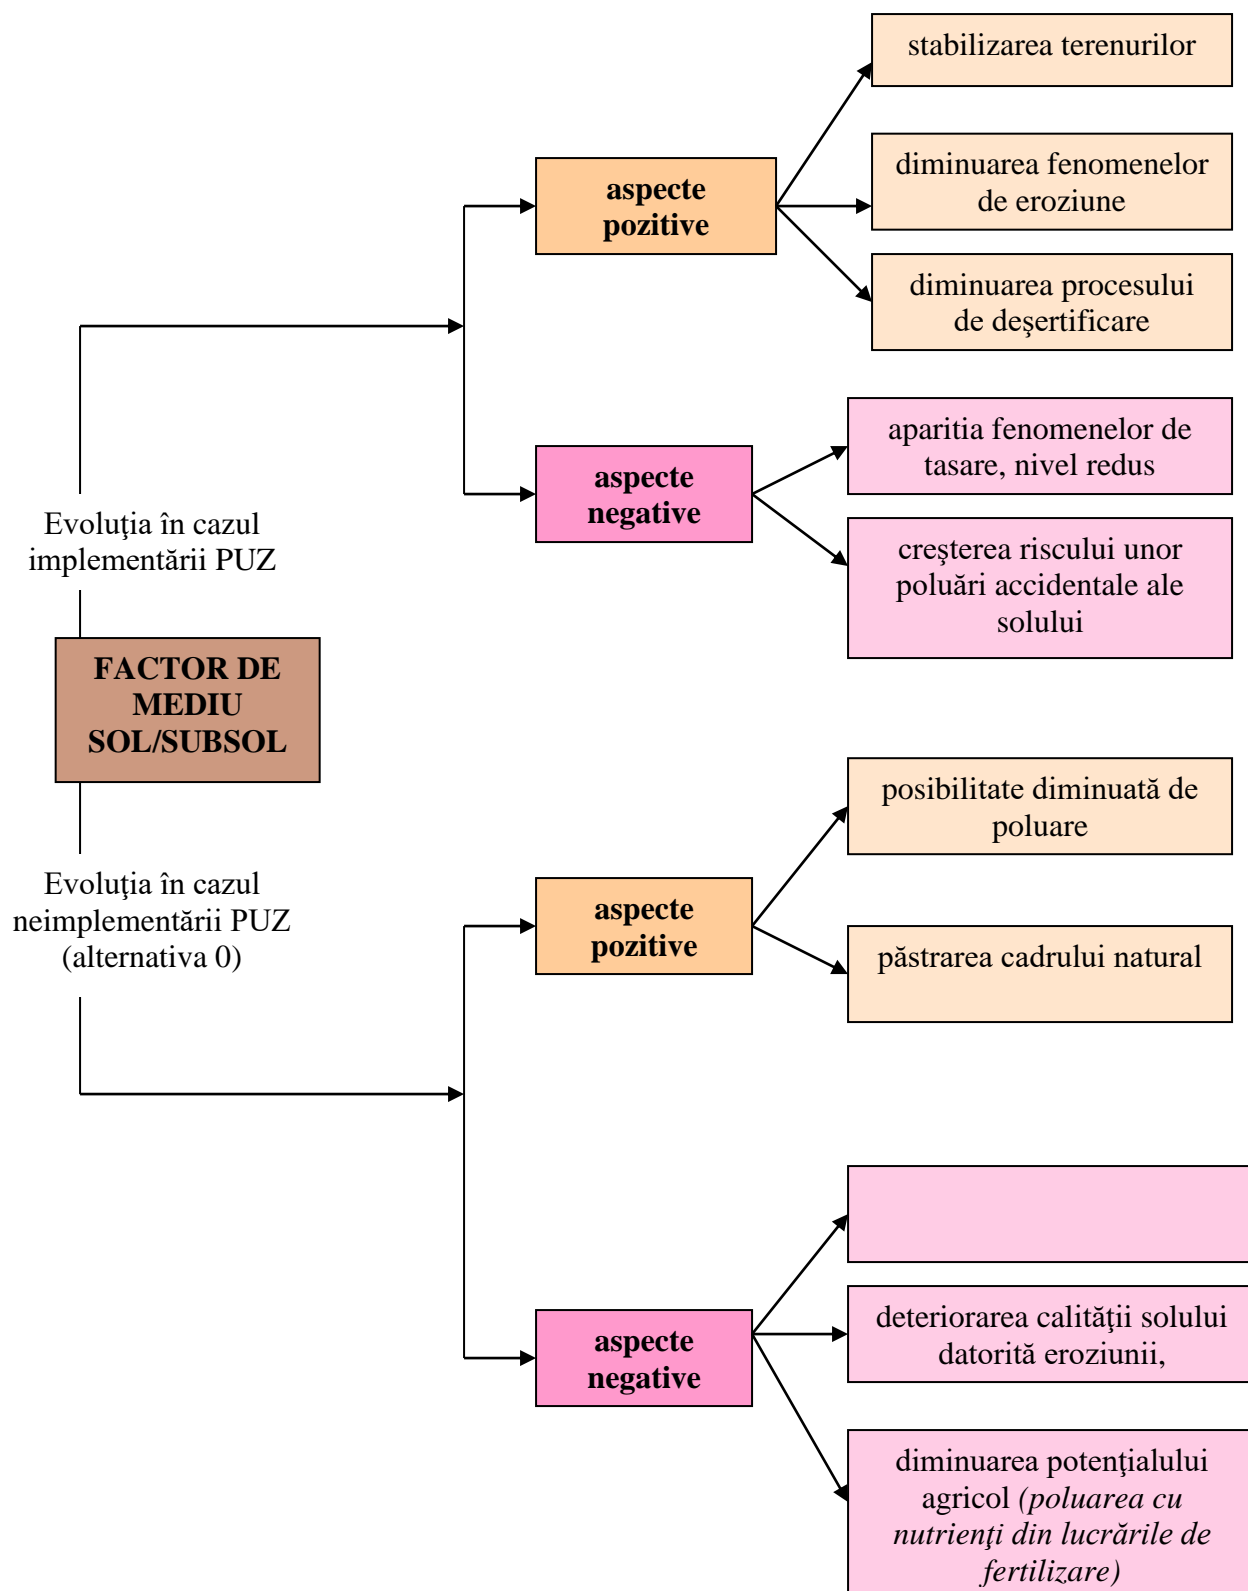 stabilizarea terenurilor
aspecte
pozitive
diminuarea fenomenelor
de eroziune
diminuarea procesului
de deşertificare
aparitia fenomenelor de
tasare, nivel redus
aspecte
negative
creşterea riscului unor
poluări accidentale ale
solului
Evoluţia în cazul
implementării PUZ
FACTOR DE
MEDIU
SOL/SUBSOL
Evoluţia în cazul
neimplementării PUZ
(alternativa 0)
aspecte
pozitive
posibilitate diminuată de
poluare
păstrarea cadrului natural
aspecte
negative
deteriorarea calităţii solului
datorită eroziunii,
diminuarea potenţialului
agricol (poluarea cu
nutrienţi din lucrările de
fertilizare)